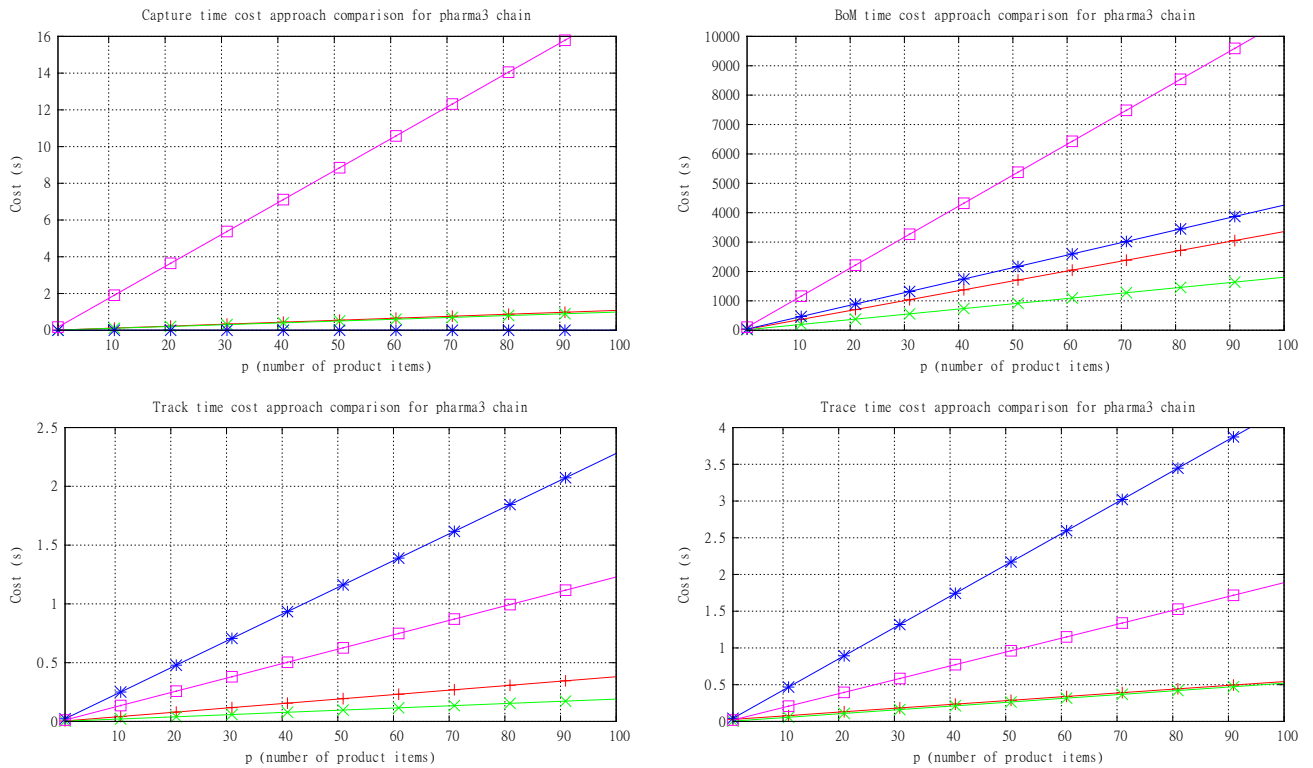 Capture time cost approach comparison for pharma3 chain
16
14
12
10
8
6
4
2
0
Cost (s)
10 20 30 40 50 60 70 80 90 100
p (number of product items)
BoM time cost approach comparison for pharma3 chain
10000
9000
8000
7000
6000
5000
4000
3000
2000
1000
0
Cost (s)
10 20 30 40 50 60 70 80 90 100
p (number of product items)
Track time cost approach comparison for pharma3 chain
2.5
2
1.5
1
0.5
0
Cost (s)
10 20 30 40 50 60 70 80 90 100
p (number of product items)
Trace time cost approach comparison for pharma3 chain
4
3.5
3
2.5
2
1.5
1
0.5
0
Cost (s)
10 20 30 40 50 60 70 80 90 100
p (number of product items)